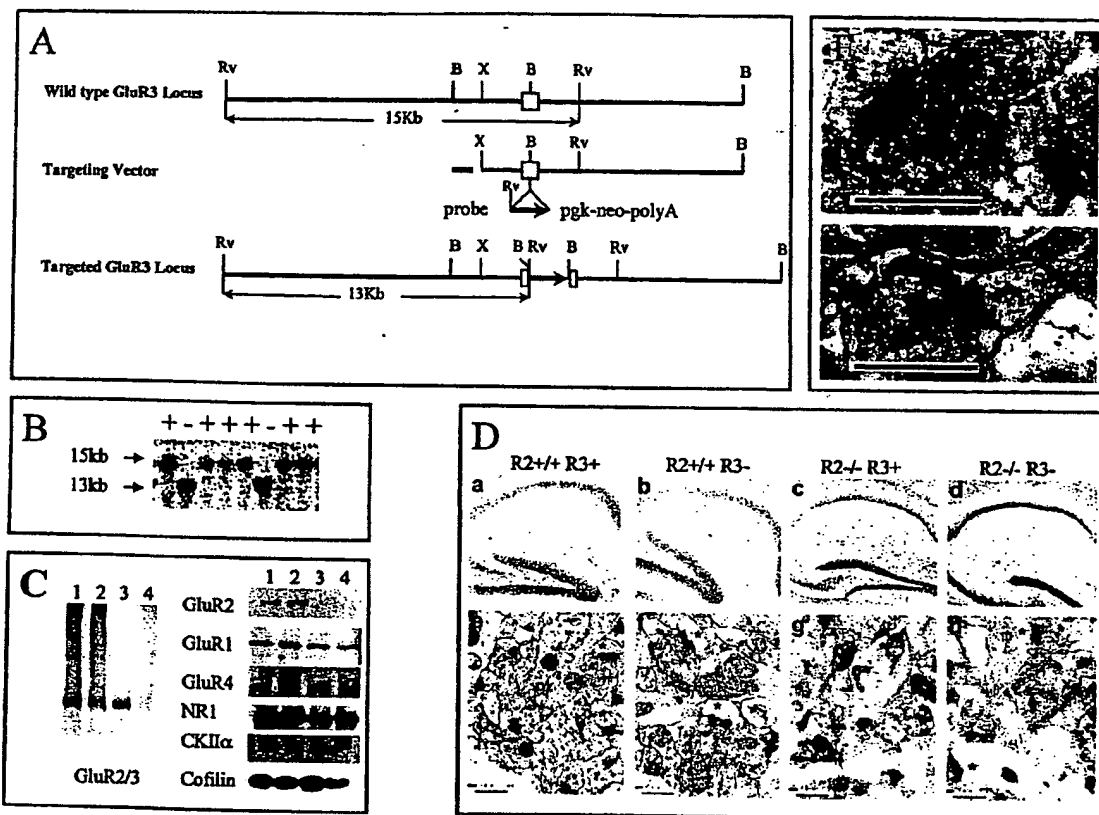 A
Rv B X B Rv B
Wild type GluR3 Locus
15Kb
X B Rv B
Targeting Vector
Rv
probe pgk-neo-polyA
Rv B X B Rv B Rv B
Targeted GluR3 Locus
13Kb
B
+ - + + + - + +
15kb
13kb
C
1 2 3 4
GluR2/3
1 2 3 4
GluR2
GluR1
GluR4
NR1
CKIIα
Cofilin
D
R2+/+ R3+ R2+/+ R3- R2-/- R3+ R2-/- R3-
a b c d
g